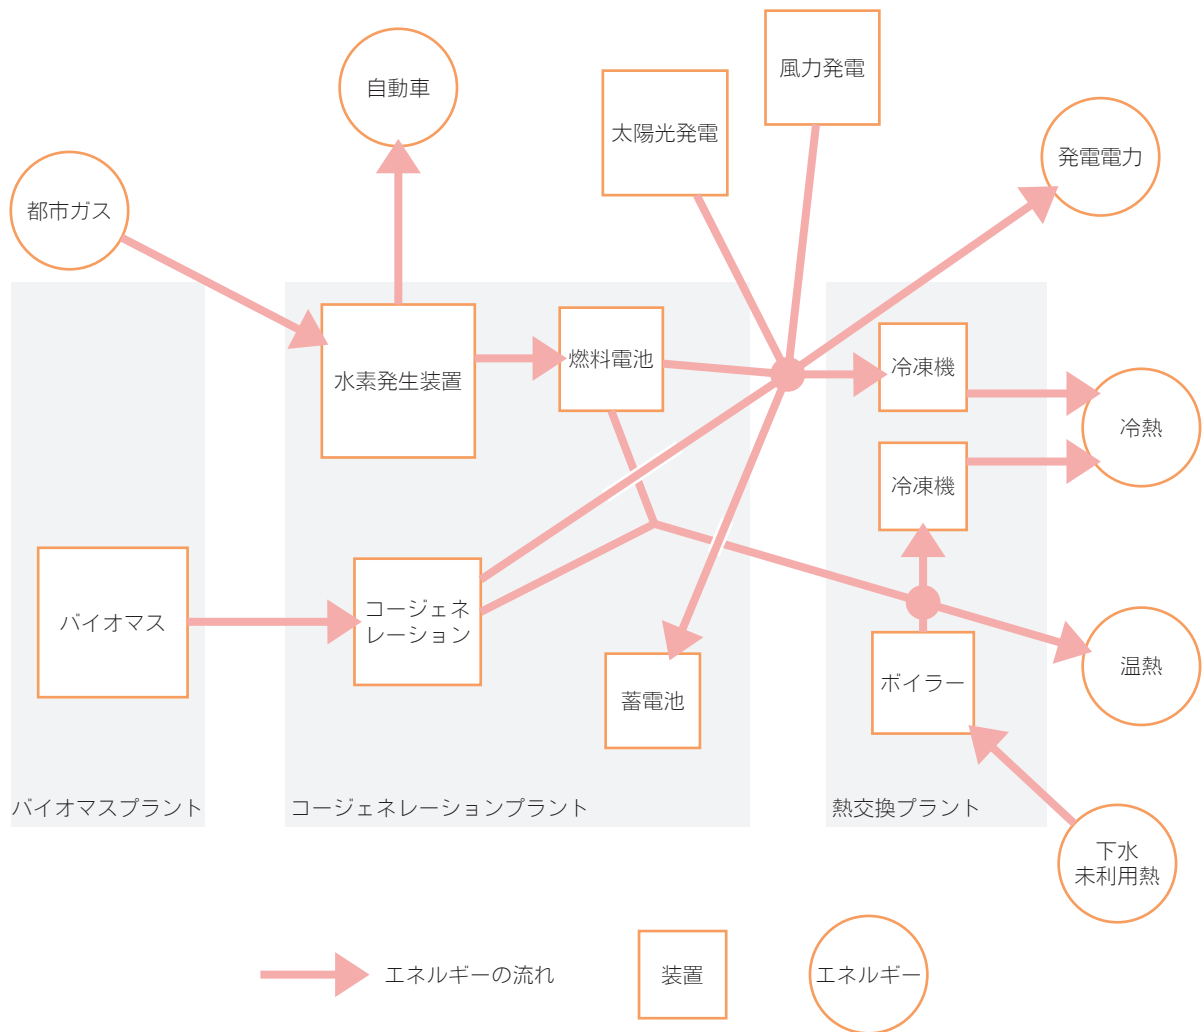 風力発電
自動車
太陽光発電
発電電力
都市ガス
水素発生装置
燃料電池
冷凍機
冷熱
冷凍機
バイオマス
コージェネ
レーション
蓄電池
ボイラー
温熱
バイオマスプラント
コージェネレーションプラント
熱交換プラント
下水
未利用熱
エネルギーの流れ
装置
エネルギー